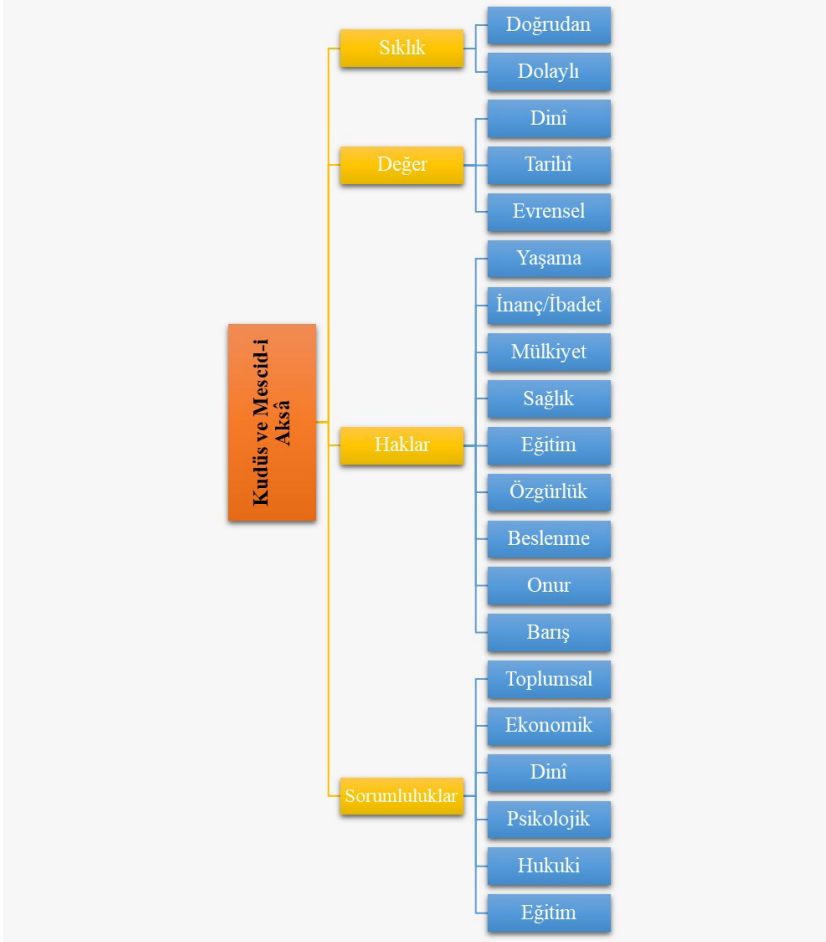 Kudüs ve Mescid-i
Aksâ
Sıklık
Doğrudan
Dolaylı
Değer
Dinî
Tarihî
Evrensel
Haklar
Yaşama
İnanç/İbadet
Mülkiyet
Sağlık
Eğitim
Özgürlük
Beslenme
Onur
Barış
Sorumluluklar
Toplumsal
Ekonomik
Dinî
Psikolojik
Hukuki
Eğitim